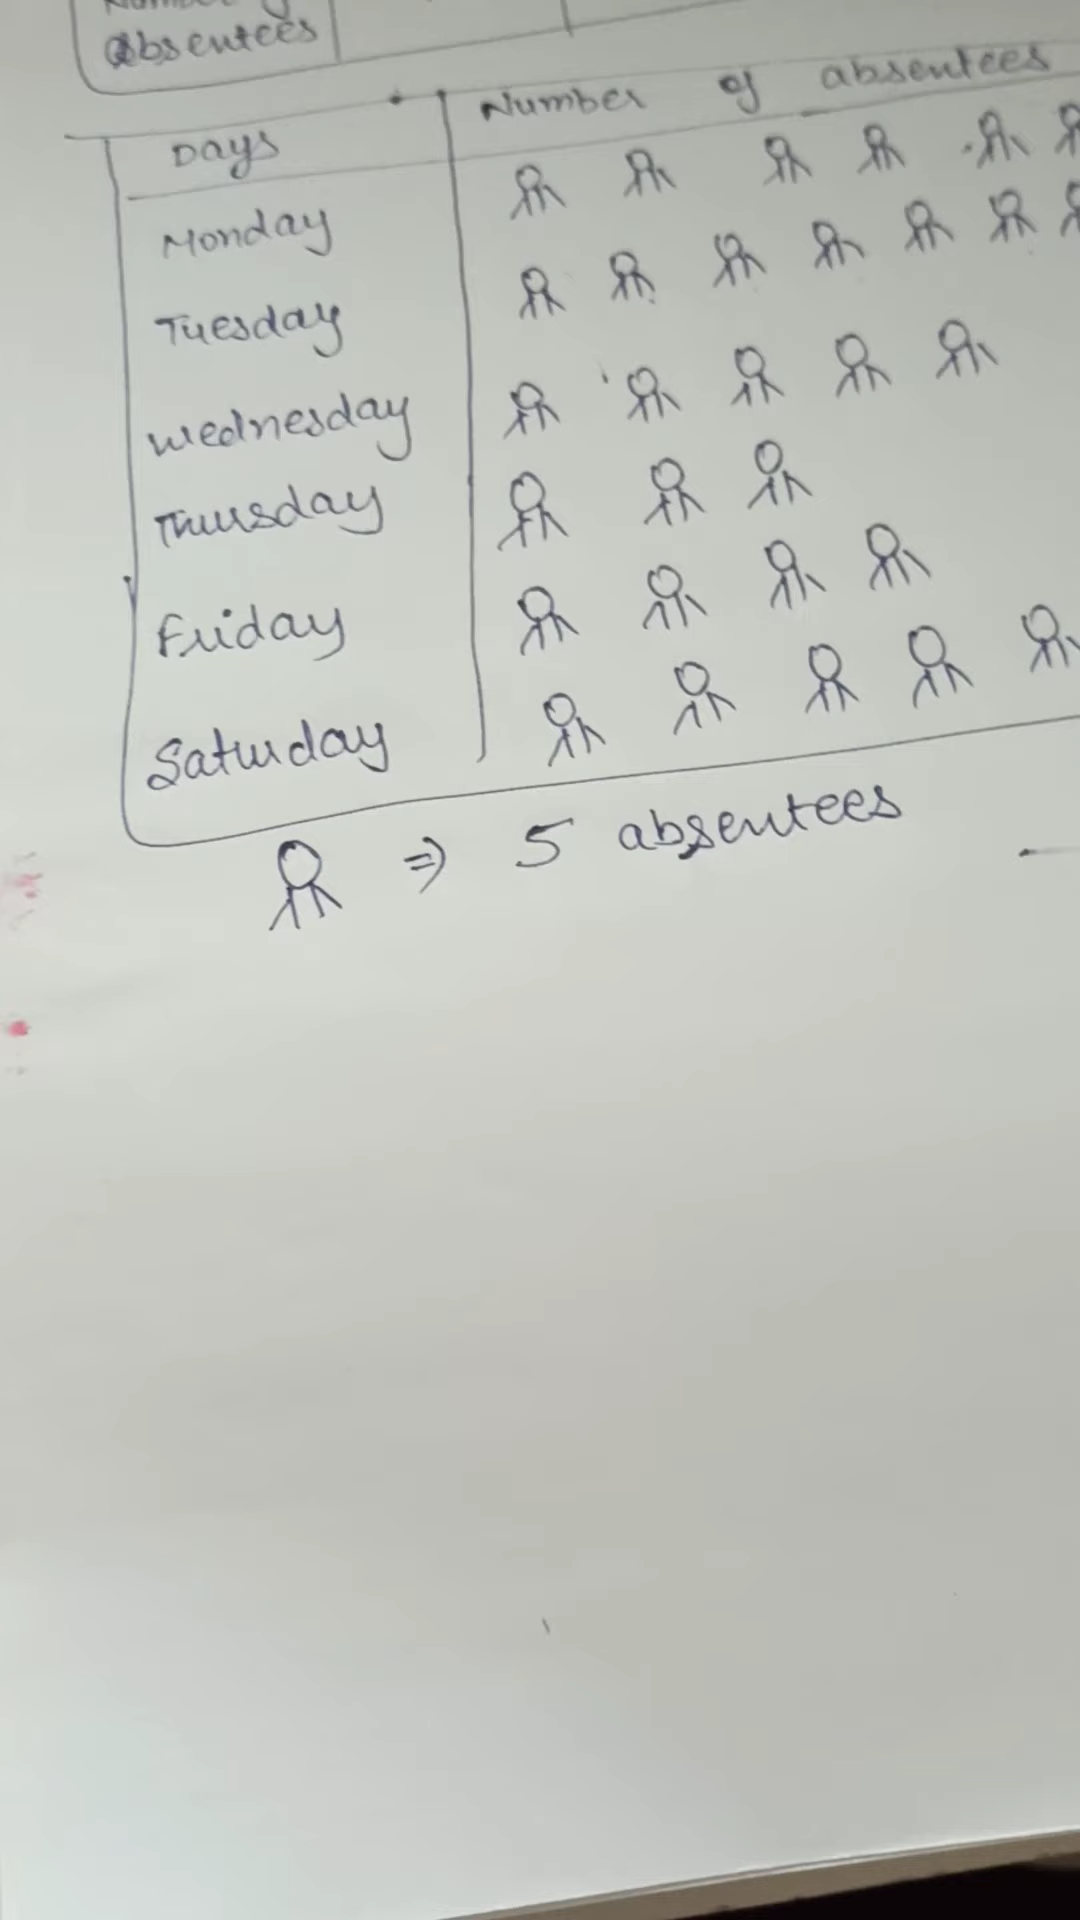 absentees
Days Number of absentees
Monday
Tuesday
Wednesday
Thursday
Friday
Saturday
⇒ 5 absentees